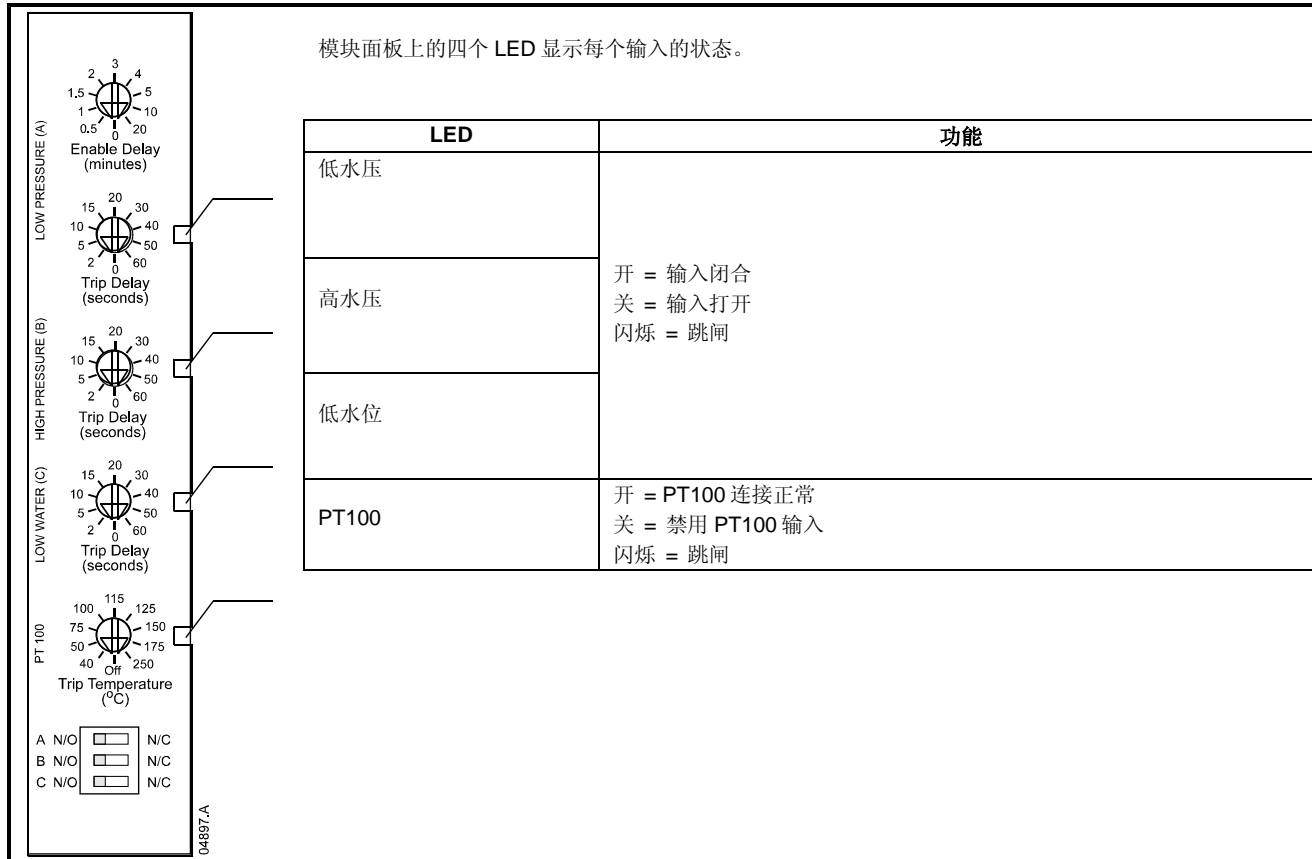 模块面板上的四个 LED 显示每个输入的状态。
LOW PRESSURE (A)
3
2 4
1.5 5
1 10
0.5 20
0
Enable Delay
(minutes)
20
15 30
10 40
5 50
2 60
0
Trip Delay
(seconds)
HIGH PRESSURE (B)
20
15 30
10 40
5 50
2 60
0
Trip Delay
(seconds)
LOW WATER (C)
20
15 30
10 40
5 50
2 60
0
Trip Delay
(seconds)
PT 100
115
100 125
75 150
50 175
40 250
Off
Trip Temperature
(°C)
A N/O N/C
B N/O N/C
C N/O N/C
04897.A
LED 功能
低水压
高水压
低水位
开 = 输入闭合
关 = 输入打开
闪烁 = 跳闸
PT100
开 = PT100 连接正常
关 = 禁用 PT100 输入
闪烁 = 跳闸